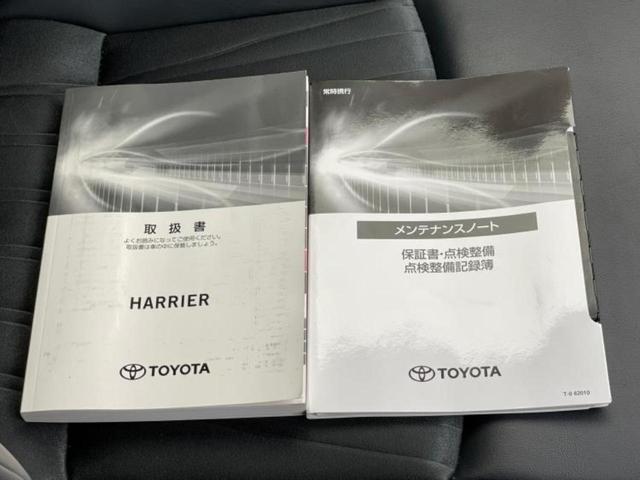 取扱書
よくお読みになってご使用ください。
取扱書は車の中に保管しましょう。
HARRIER
TOYOTA
常時携行
メンテナンスノート
保証書・点検整備
点検整備記録簿
TOYOTA